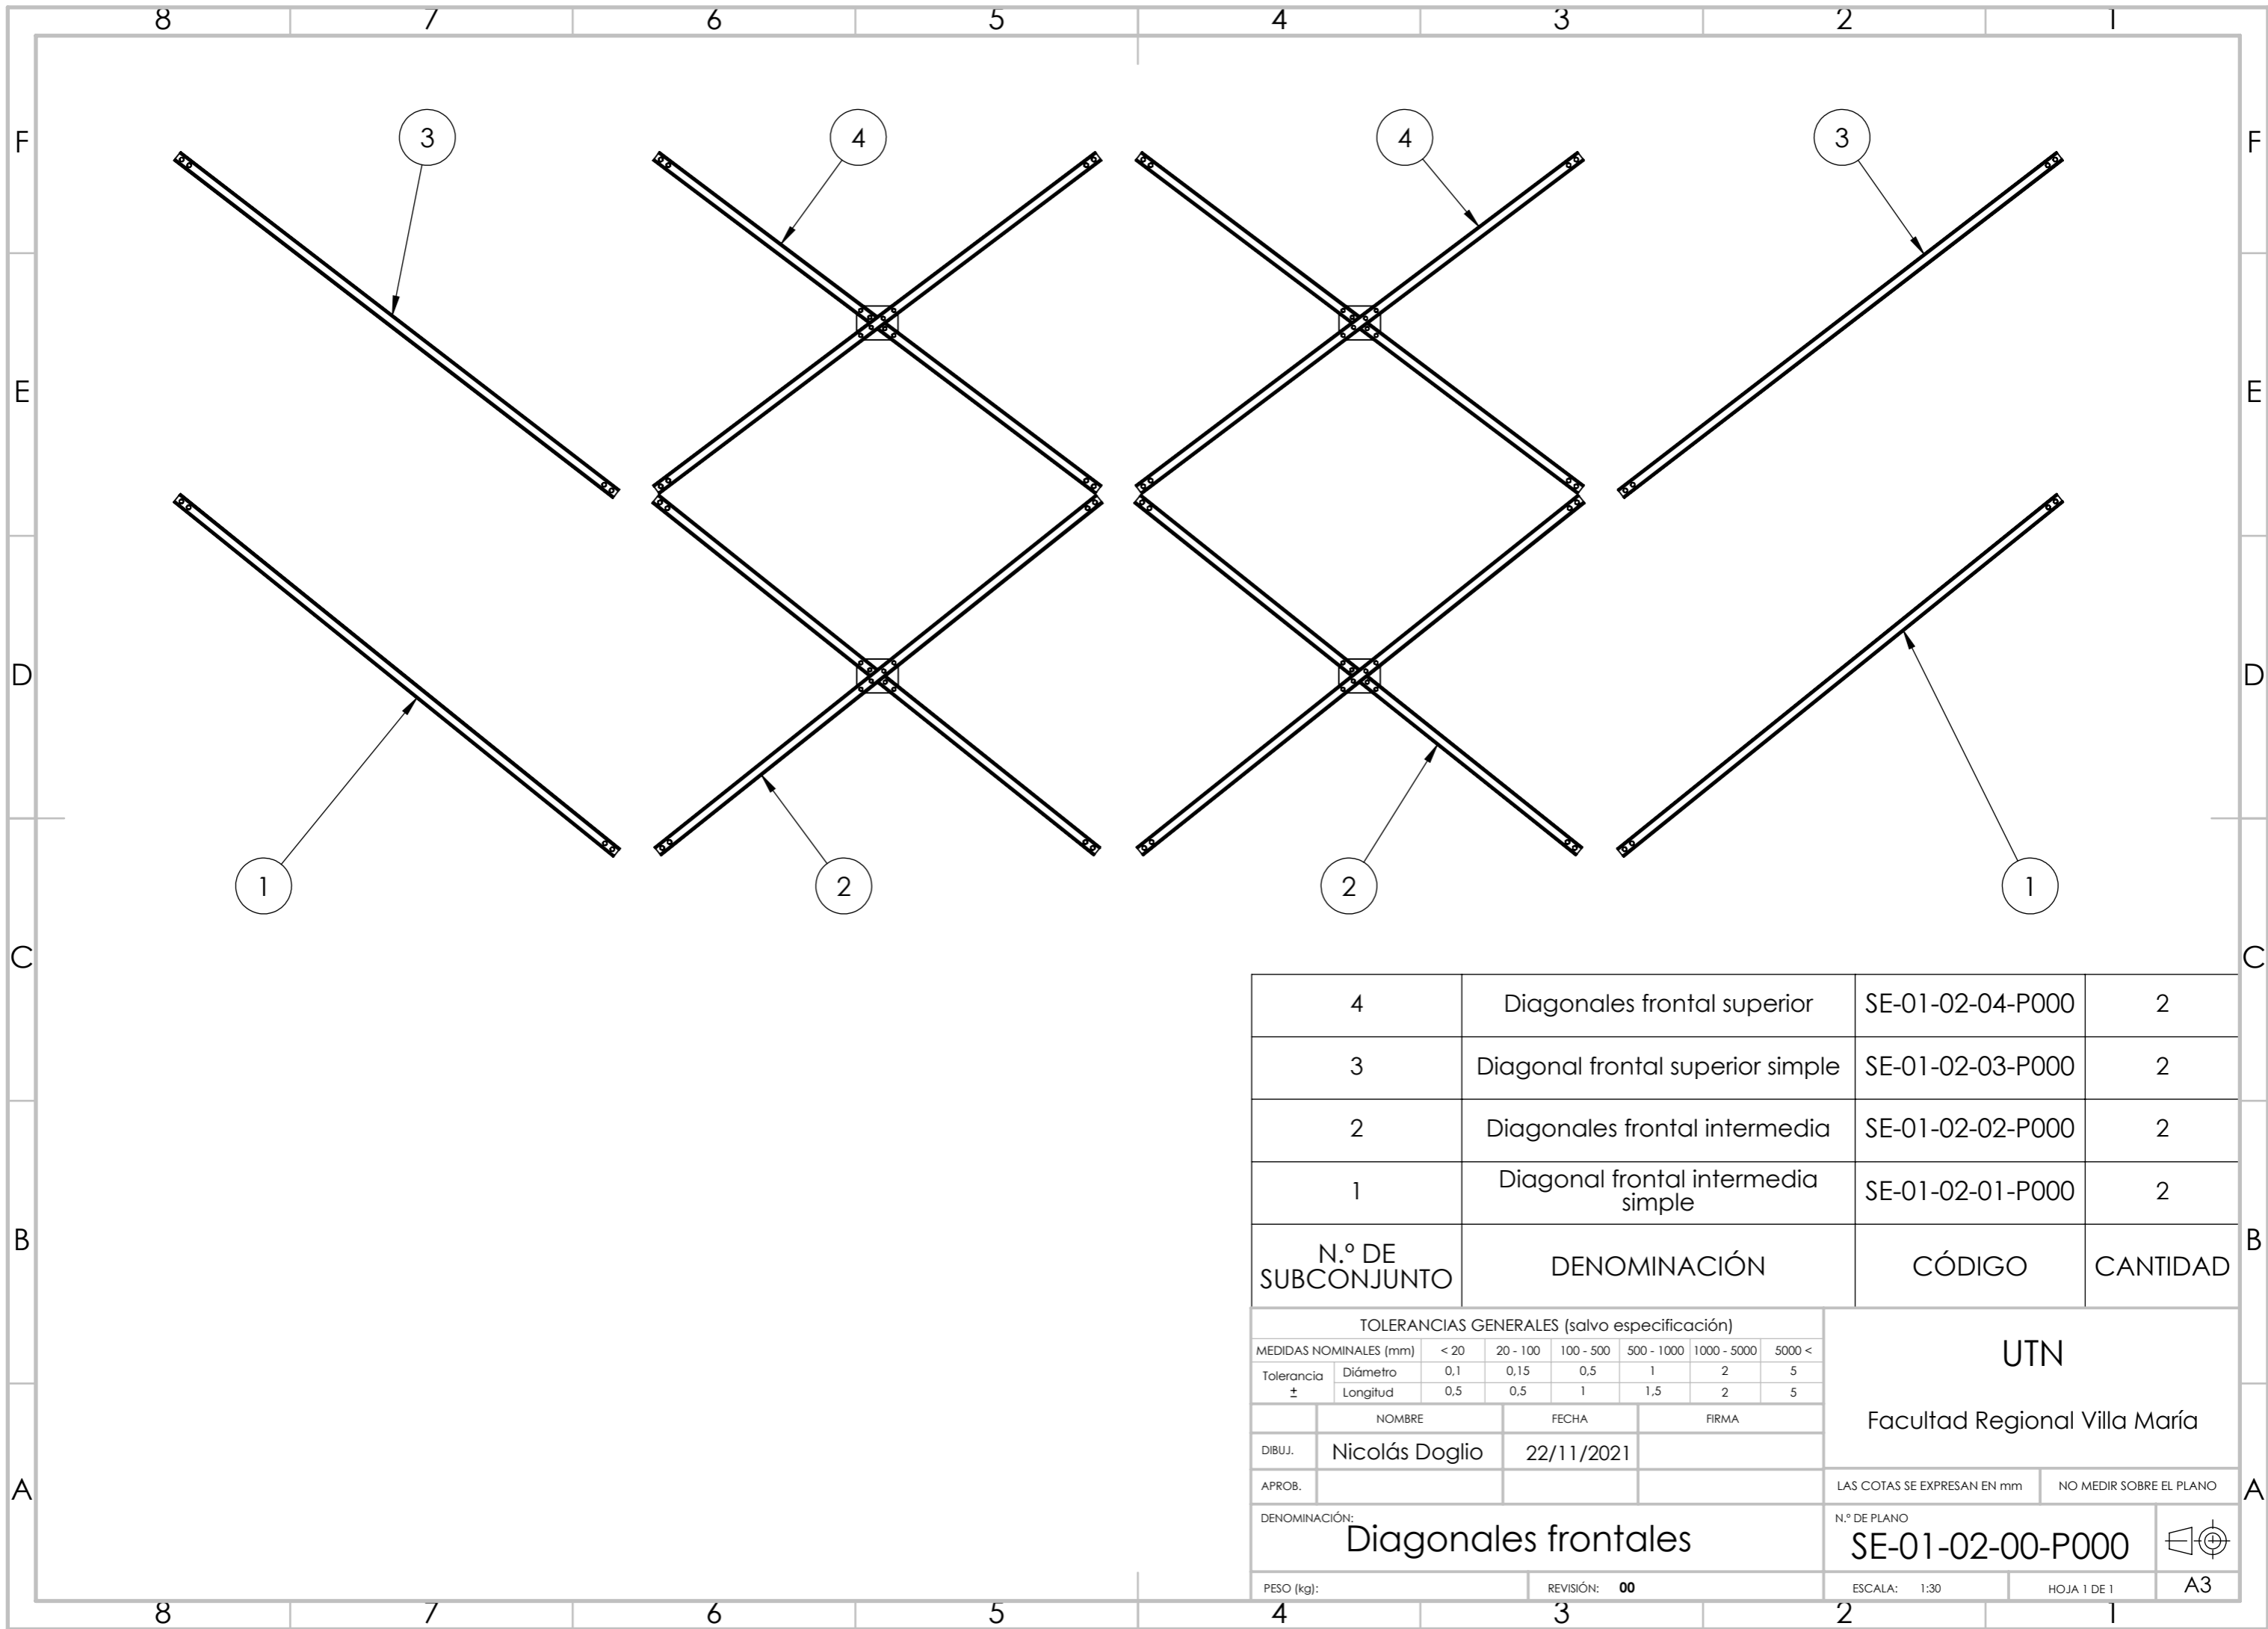 8 7 6 5 4 3 2 1
F F
3 4 4 3
E E
D D
1 2 2 1
C C
4 Diagonales frontal superior SE-01-02-04-P000 2
3 Diagonal frontal superior simple SE-01-02-03-P000 2
2 Diagonales frontal intermedia SE-01-02-02-P000 2
1 Diagonal frontal intermedia
simple SE-01-02-01-P000 2
B B
N.º DE
SUBCONJUNTO DENOMINACIÓN CÓDIGO CANTIDAD
TOLERANCIAS GENERALES (salvo especificación)
MEDIDAS NOMINALES (mm) < 20 20 - 100 100 - 500 500 - 1000 1000 - 5000 5000 <
Tolerancia
±
Diámetro 0,1 0,15 0,5 1 2 5
Longitud 0,5 0,5 1 1,5 2 5
UTN
Facultad Regional Villa María
NOMBRE FECHA FIRMA
DIBUJ. Nicolás Doglio 22/11/2021
APROB.
LAS COTAS SE EXPRESAN EN mm NO MEDIR SOBRE EL PLANO
A A
DENOMINACIÓN:
Diagonales frontales
N.º DE PLANO
SE-01-02-00-P000
PESO (kg): REVISIÓN: 00 ESCALA: 1:30 HOJA 1 DE 1 A3
8 7 6 5 4 3 2 1